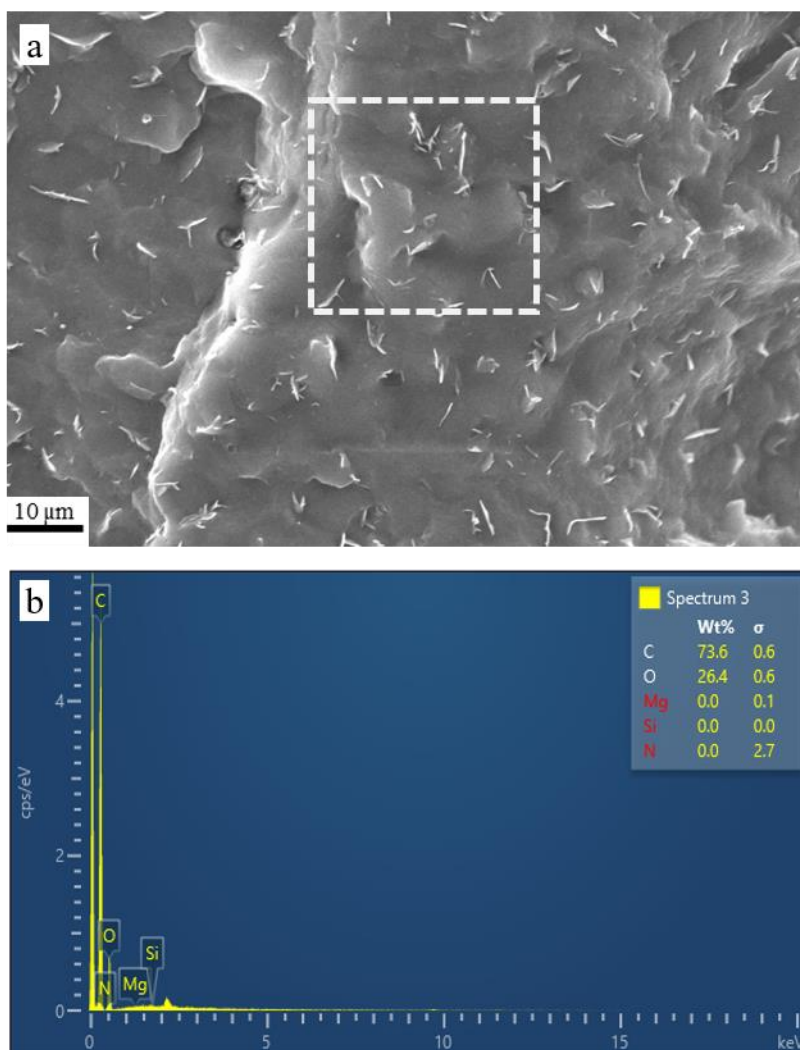 a
10 µm
b
Spectrum 3
Wt% σ
C 73.6 0.6
O 26.4 0.6
Mg 0.0 0.1
Si 0.0 0.0
N 0.0 2.7
C
4
cps/eV
2
O
Si
N
Mg
0
0 5 10 15 keV